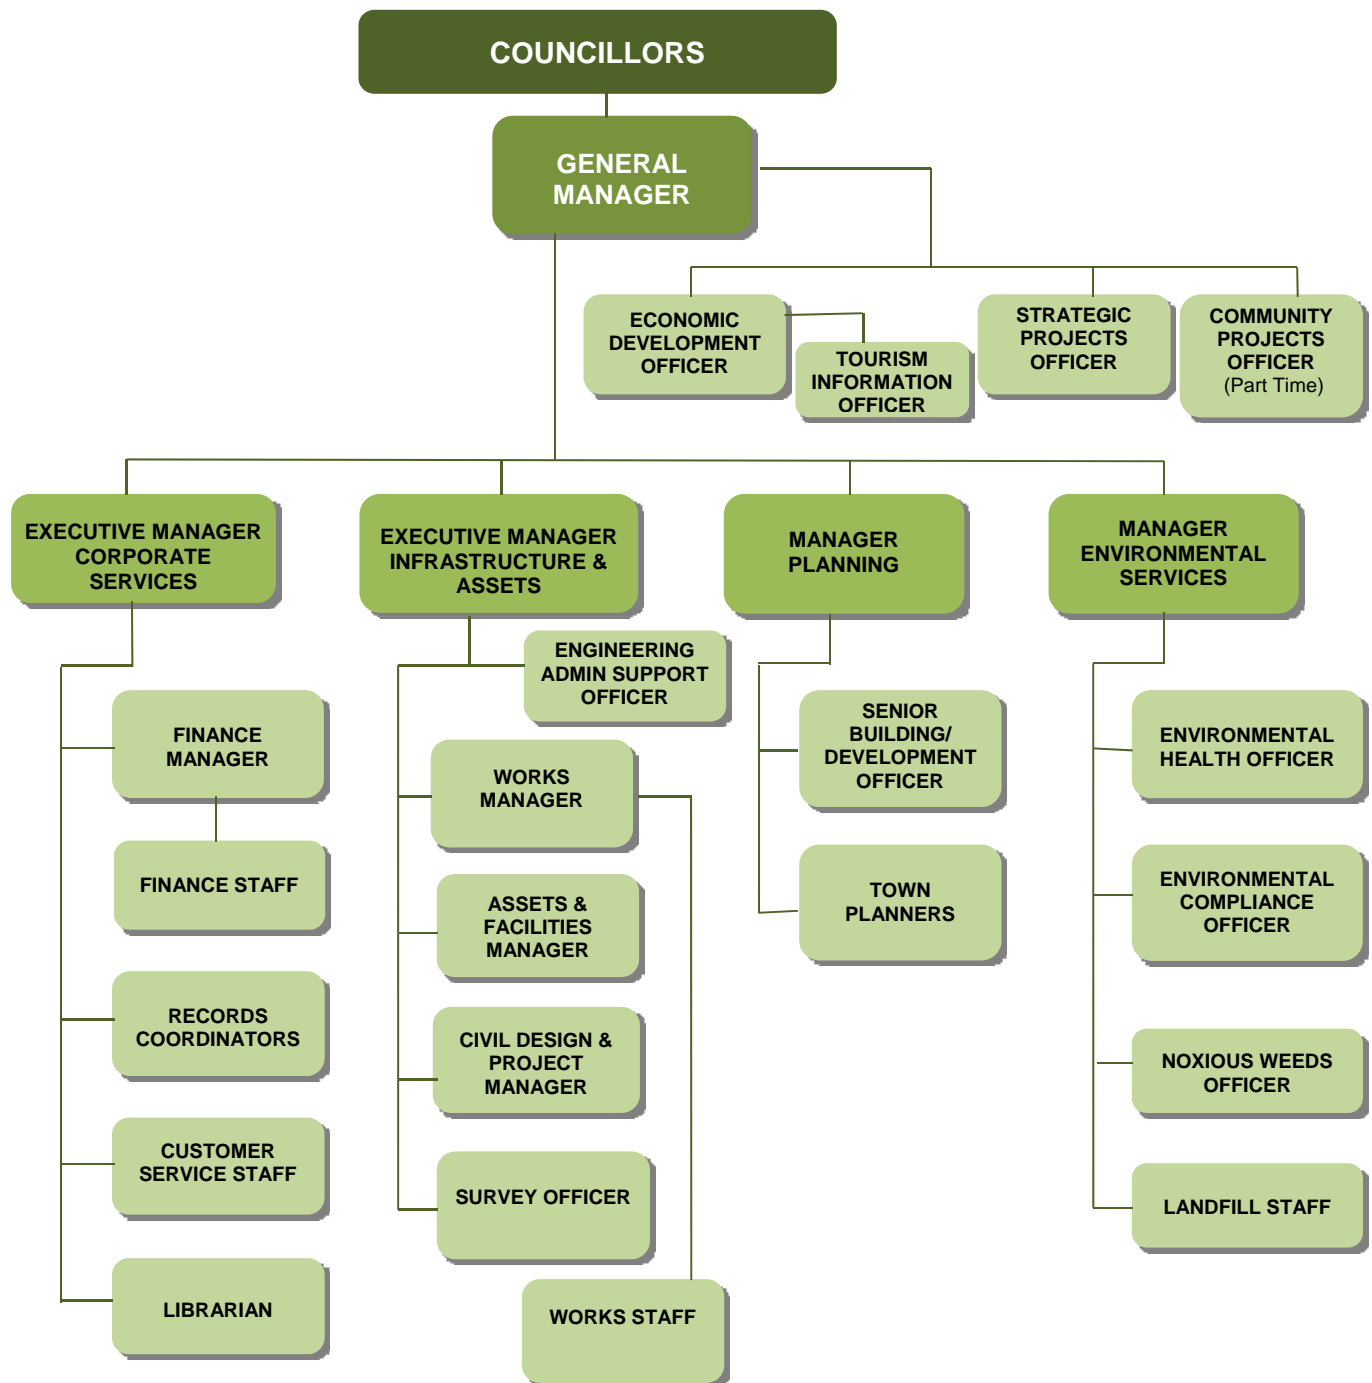 COUNCILLORS
GENERAL
MANAGER
ECONOMIC
DEVELOPMENT
OFFICER
TOURISM
INFORMATION
OFFICER
STRATEGIC
PROJECTS
OFFICER
COMMUNITY
PROJECTS
OFFICER
(Part Time)
EXECUTIVE MANAGER
CORPORATE
SERVICES
EXECUTIVE MANAGER
INFRASTRUCTURE &
ASSETS
MANAGER
PLANNING
MANAGER
ENVIRONMENTAL
SERVICES
FINANCE
MANAGER
FINANCE STAFF
RECORDS
COORDINATORS
CUSTOMER
SERVICE STAFF
LIBRARIAN
ENGINEERING
ADMIN SUPPORT
OFFICER
WORKS
MANAGER
ASSETS &
FACILITIES
MANAGER
CIVIL DESIGN &
PROJECT
MANAGER
SURVEY OFFICER
WORKS STAFF
SENIOR
BUILDING/
DEVELOPMENT
OFFICER
TOWN
PLANNERS
ENVIRONMENTAL
HEALTH OFFICER
ENVIRONMENTAL
COMPLIANCE
OFFICER
NOXIOUS WEEDS
OFFICER
LANDFILL STAFF